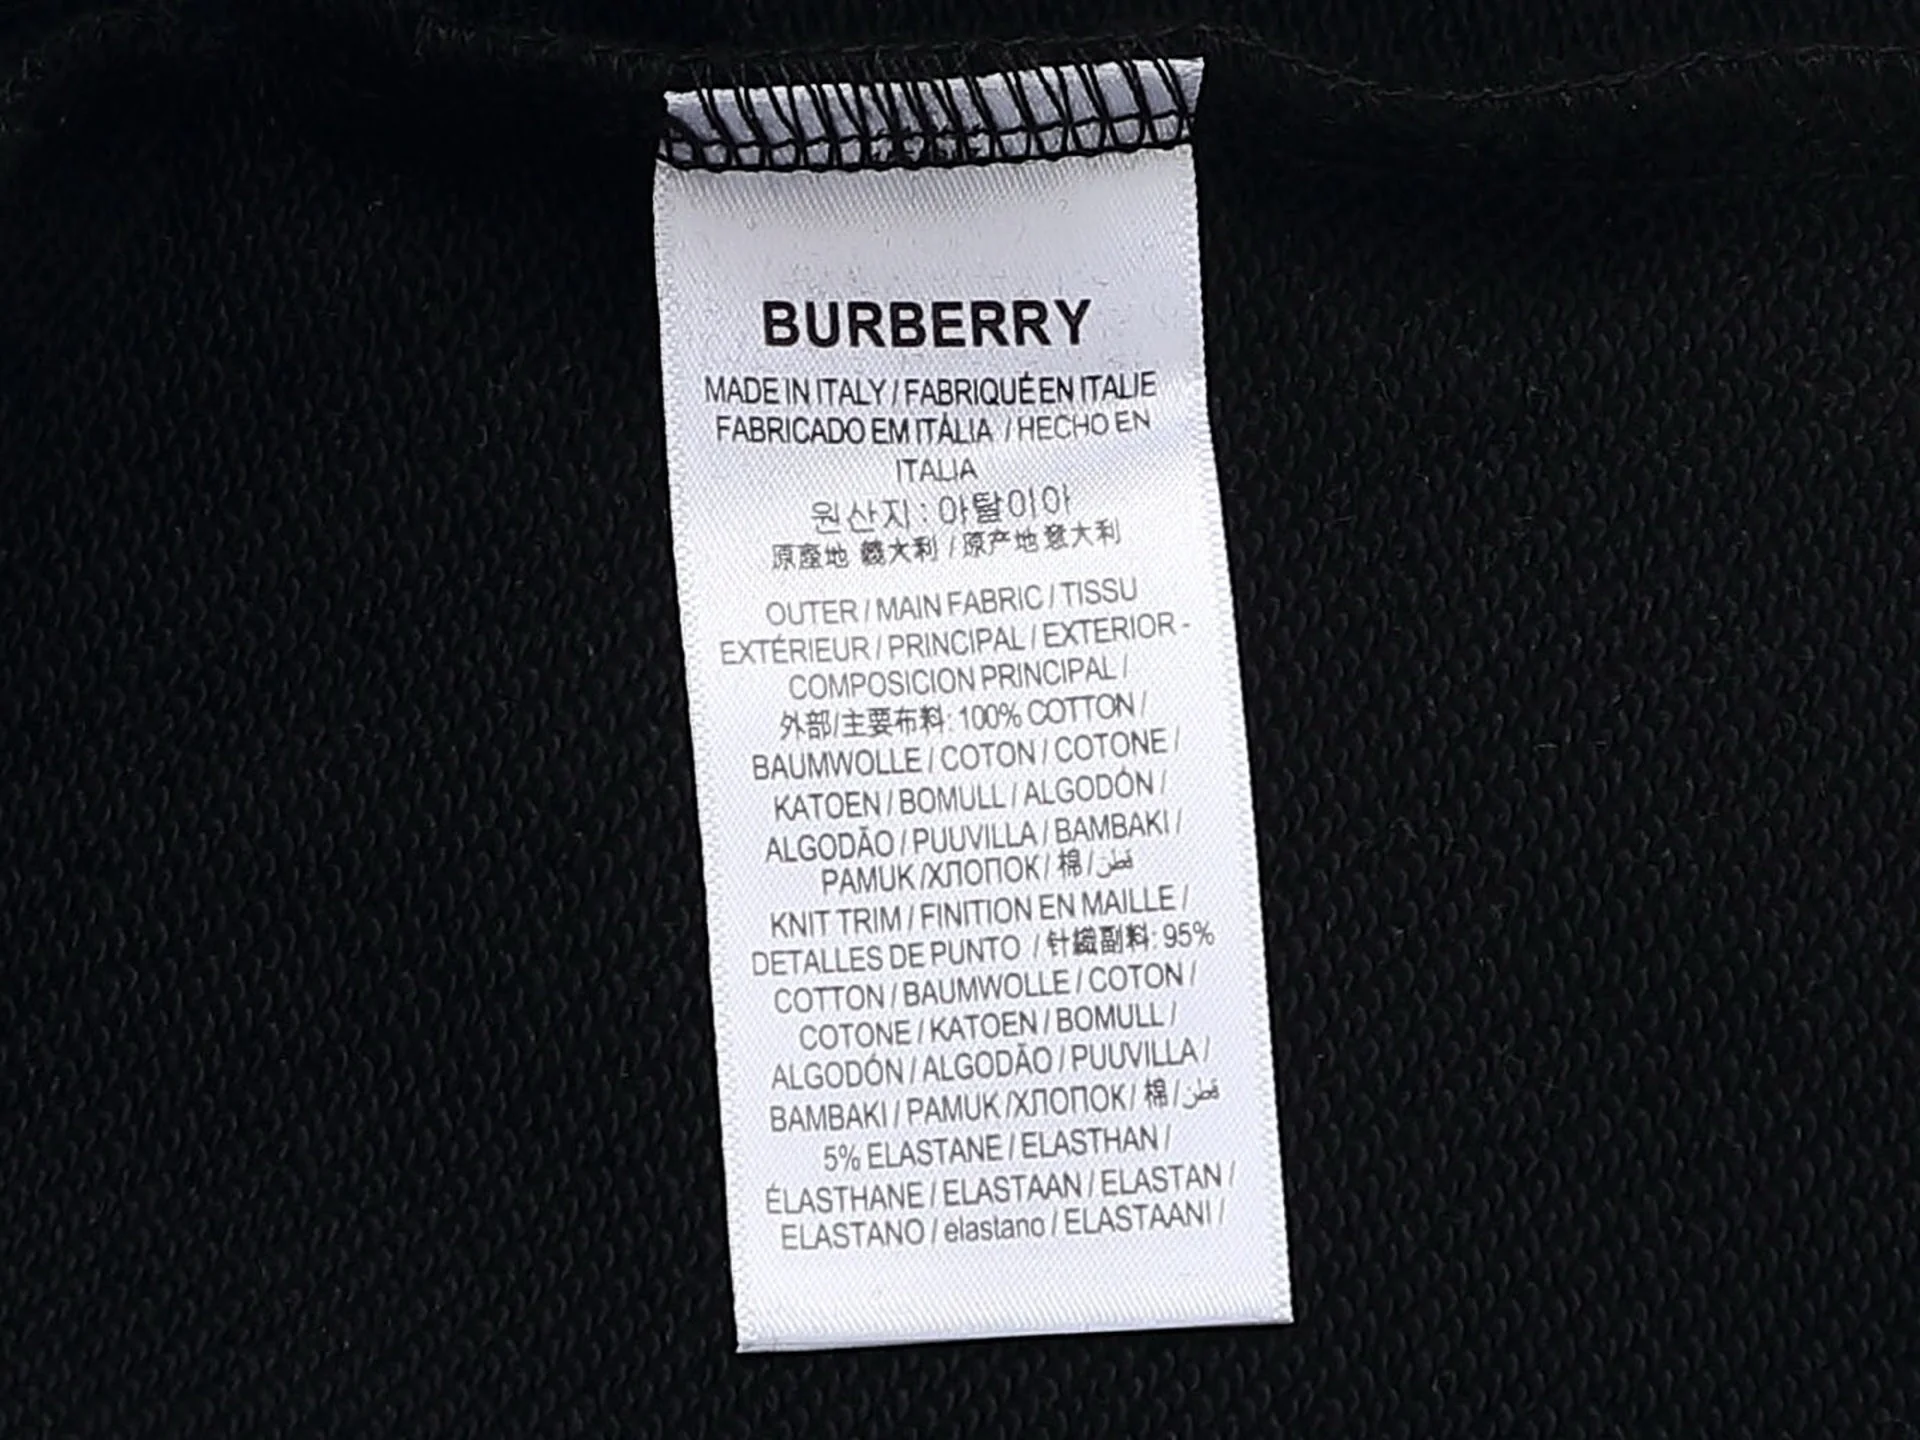 BURBERRY
MADE IN ITALY / FABRIQUÉ EN ITALIE
FABRICADO EM ITÁLIA / HECHO EN
ITALIA
원산지 : 아탈이아
原產地 義大利 / 原产地 意大利
OUTER / MAIN FABRIC / TISSU
EXTÉRIEUR / PRINCIPAL / EXTERIOR -
COMPOSICION PRINCIPAL /
外部/主要布料: 100% COTTON /
BAUMWOLLE / COTON / COTONE /
KATOEN / BOMULL / ALGODÓN /
ALGODÃO / PUUVILLA / BAMBAKI /
PAMUK /ХЛОПОК/ 棉 / قطن
KNIT TRIM / FINITION EN MAILLE /
DETALLES DE PUNTO / 针織副料: 95%
COTTON / BAUMWOLLE / COTON /
COTONE / KATOEN / BOMULL /
ALGODÓN / ALGODÃO / PUUVILLA /
BAMBAKI / PAMUK /ХЛОПОК/ 棉 / قطن
5% ELASTANE / ELASTHAN /
ÉLASTHANE / ELASTAAN / ELASTAN /
ELASTANO / elastano / ELASTAANI /